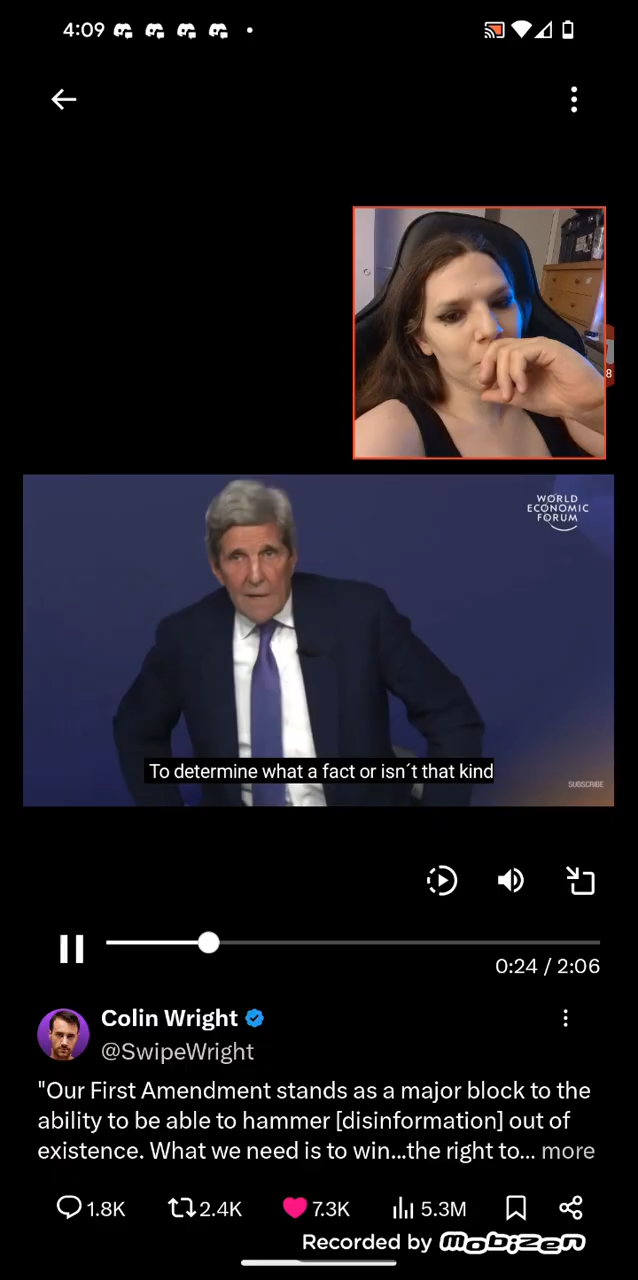 4:09
8
WORLD
ECONOMIC
FORUM
To determine what a fact or isn´t that kind
SUBSCRIBE
0:24 / 2:06
Colin Wright
@SwipeWright
"Our First Amendment stands as a major block to the
ability to be able to hammer [disinformation] out of
existence. What we need is to win...the right to... more
1.8K 2.4K 7.3K 5.3M
Recorded by mobizen